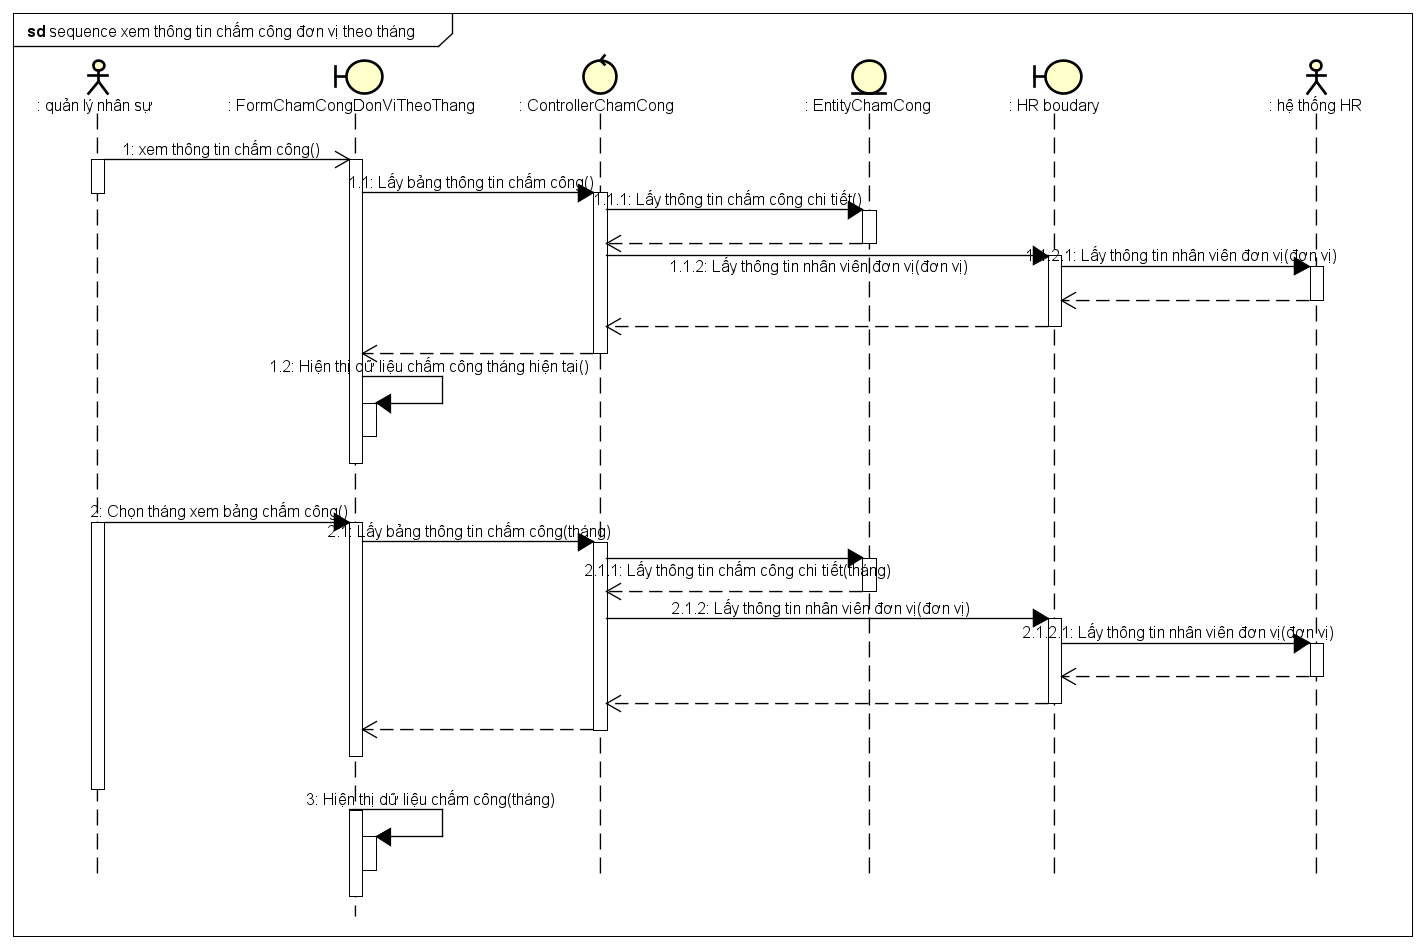 sd sequence xem thông tin chấm công đơn vị theo tháng
: quản lý nhân sự
: FormChamCongDonViTheoThang
: ControllerChamCong
: EntityChamCong
: HR boudary
: hệ thống HR
1: xem thông tin chấm công()
1.1: Lấy bảng thông tin chấm công()
1.1.1: Lấy thông tin chấm công chi tiết()
1.1.2.1: Lấy thông tin nhân viên đơn vị(đơn vị)
1.1.2: Lấy thông tin nhân viên đơn vị(đơn vị)
1.2: Hiện thị dữ liệu chấm công tháng hiện tại()
2: Chọn tháng xem bảng chấm công()
2.1: Lấy bảng thông tin chấm công(tháng)
2.1.1: Lấy thông tin chấm công chi tiết(tháng)
2.1.2: Lấy thông tin nhân viên đơn vị(đơn vị)
2.1.2.1: Lấy thông tin nhân viên đơn vị(đơn vị)
3: Hiện thị dữ liệu chấm công(tháng)